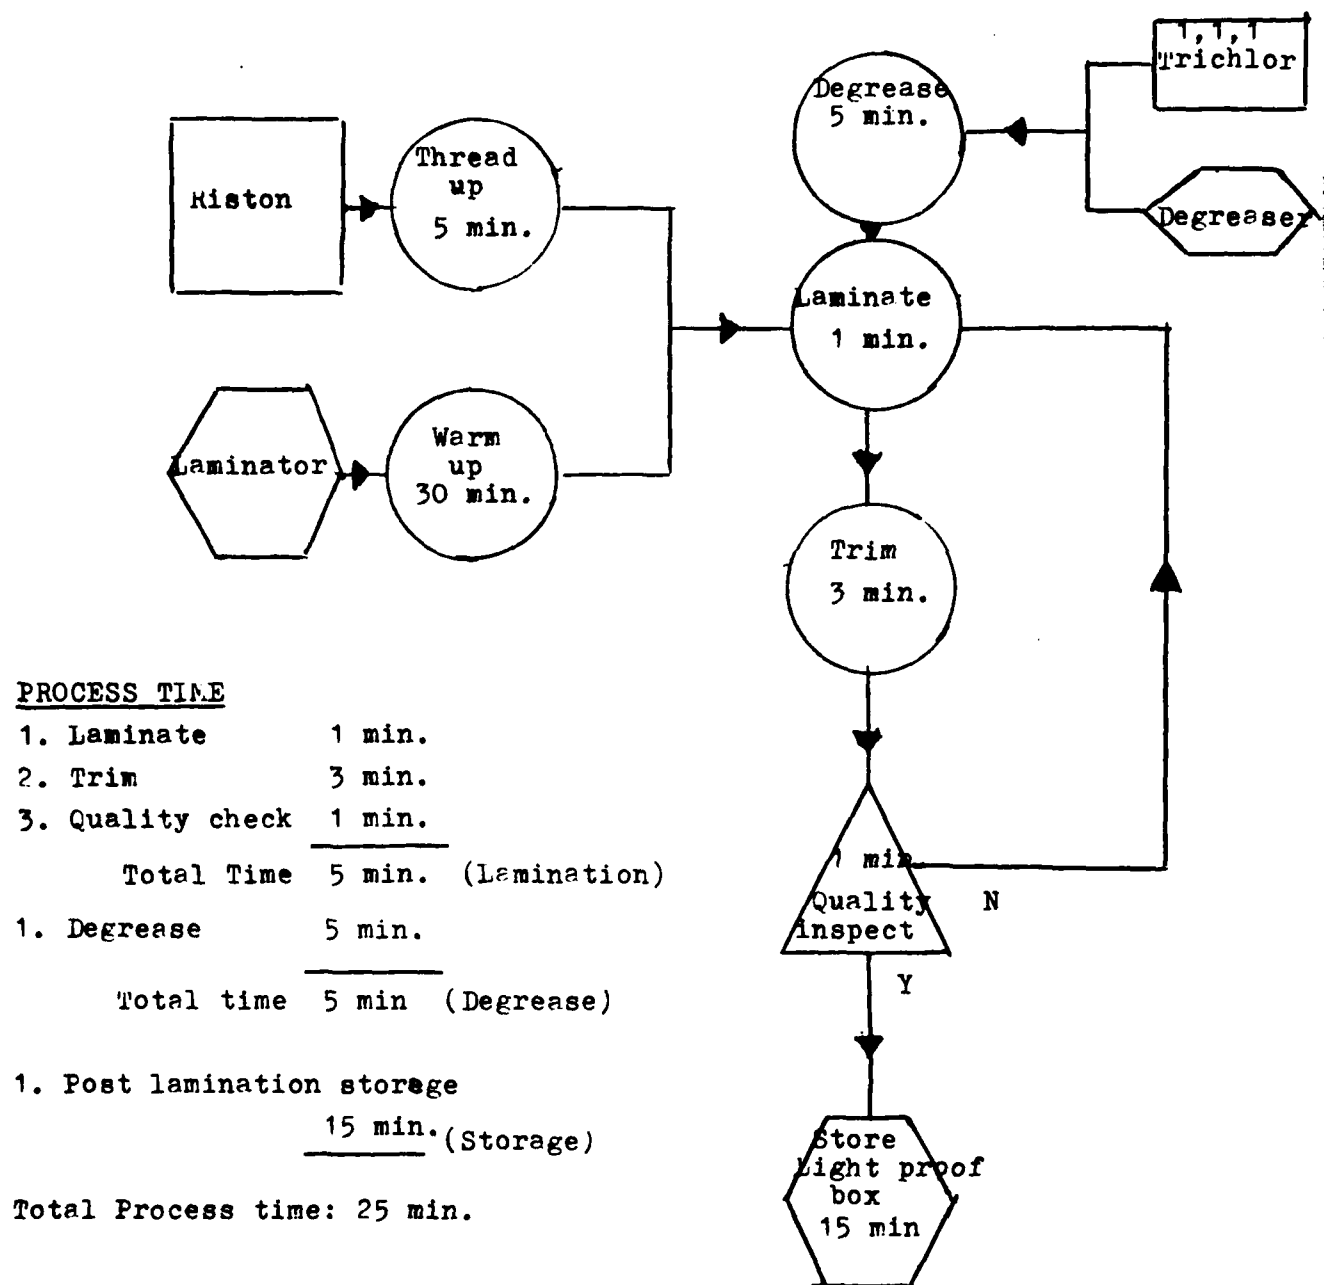 1,1,1
Trichlor
Degrease
5 min.
Thread
up
5 min.
Riston
Degreaser
Laminate
1 min.
Warm
up
30 min.
Laminator
Trim
3 min.
PROCESS TIME
1. Laminate 1 min.
2. Trim 3 min.
3. Quality check 1 min.
Total Time 5 min. (Lamination)
1. Degrease 5 min.
Total time 5 min (Degrease)
1. Post lamination storage
15 min. (Storage)
Total Process time: 25 min.
1 min
Quality
inspect
N
Y
Store
Light proof
box
15 min